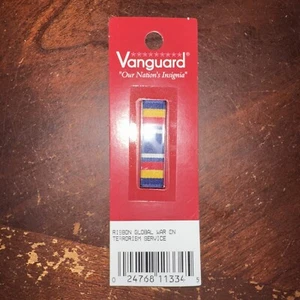 Vanguard
"Our Nation's Insignia"
RIBBON GLOBAL WAR ON
TERRORISM SERVICE
0 24768 11334 5